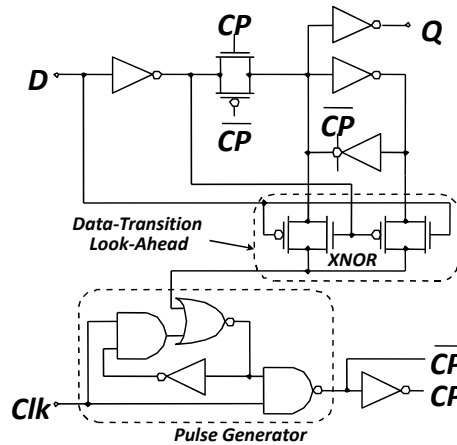 CP
Q
D
CP
CP
Data-Transition
Look-Ahead
XNOR
CP
Clk
CP
Pulse Generator